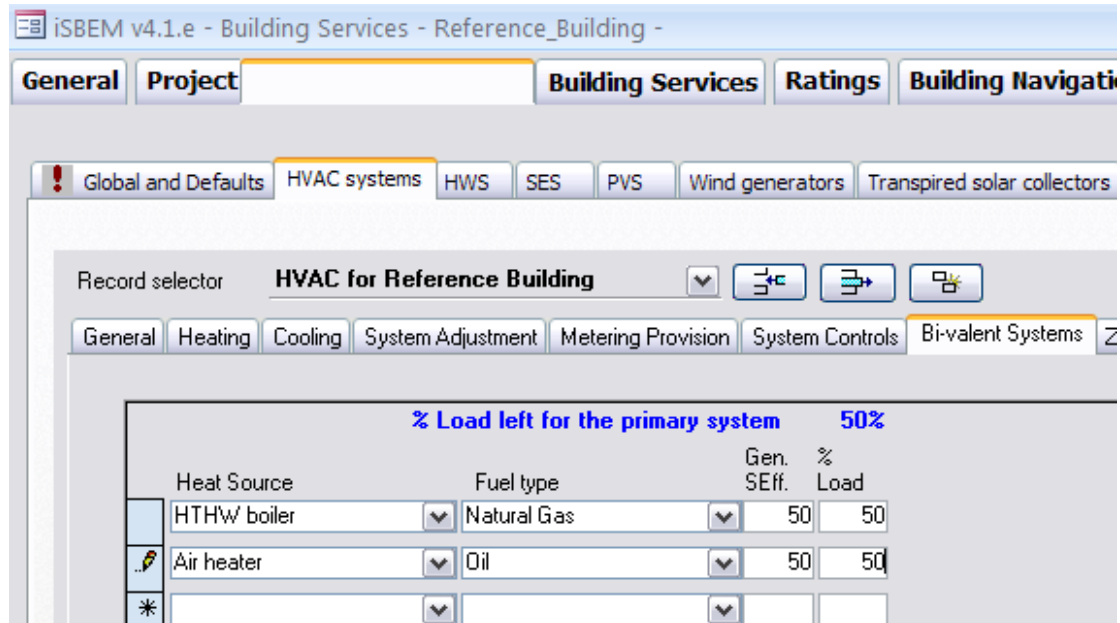 iSBEM v4.1.e - Building Services - Reference_Building -
General Project Building Services Ratings Building Navigati
Global and Defaults HVAC systems HWS SES PVS Wind generators Transpired solar collectors
Record selector HVAC for Reference Building
General Heating Cooling System Adjustment Metering Provision System Controls Bi-valent Systems Z
% Load left for the primary system 50%
Gen. %
Heat Source Fuel type SEff. Load
HTHW boiler Natural Gas 50 50
Air heater Oil 50 50